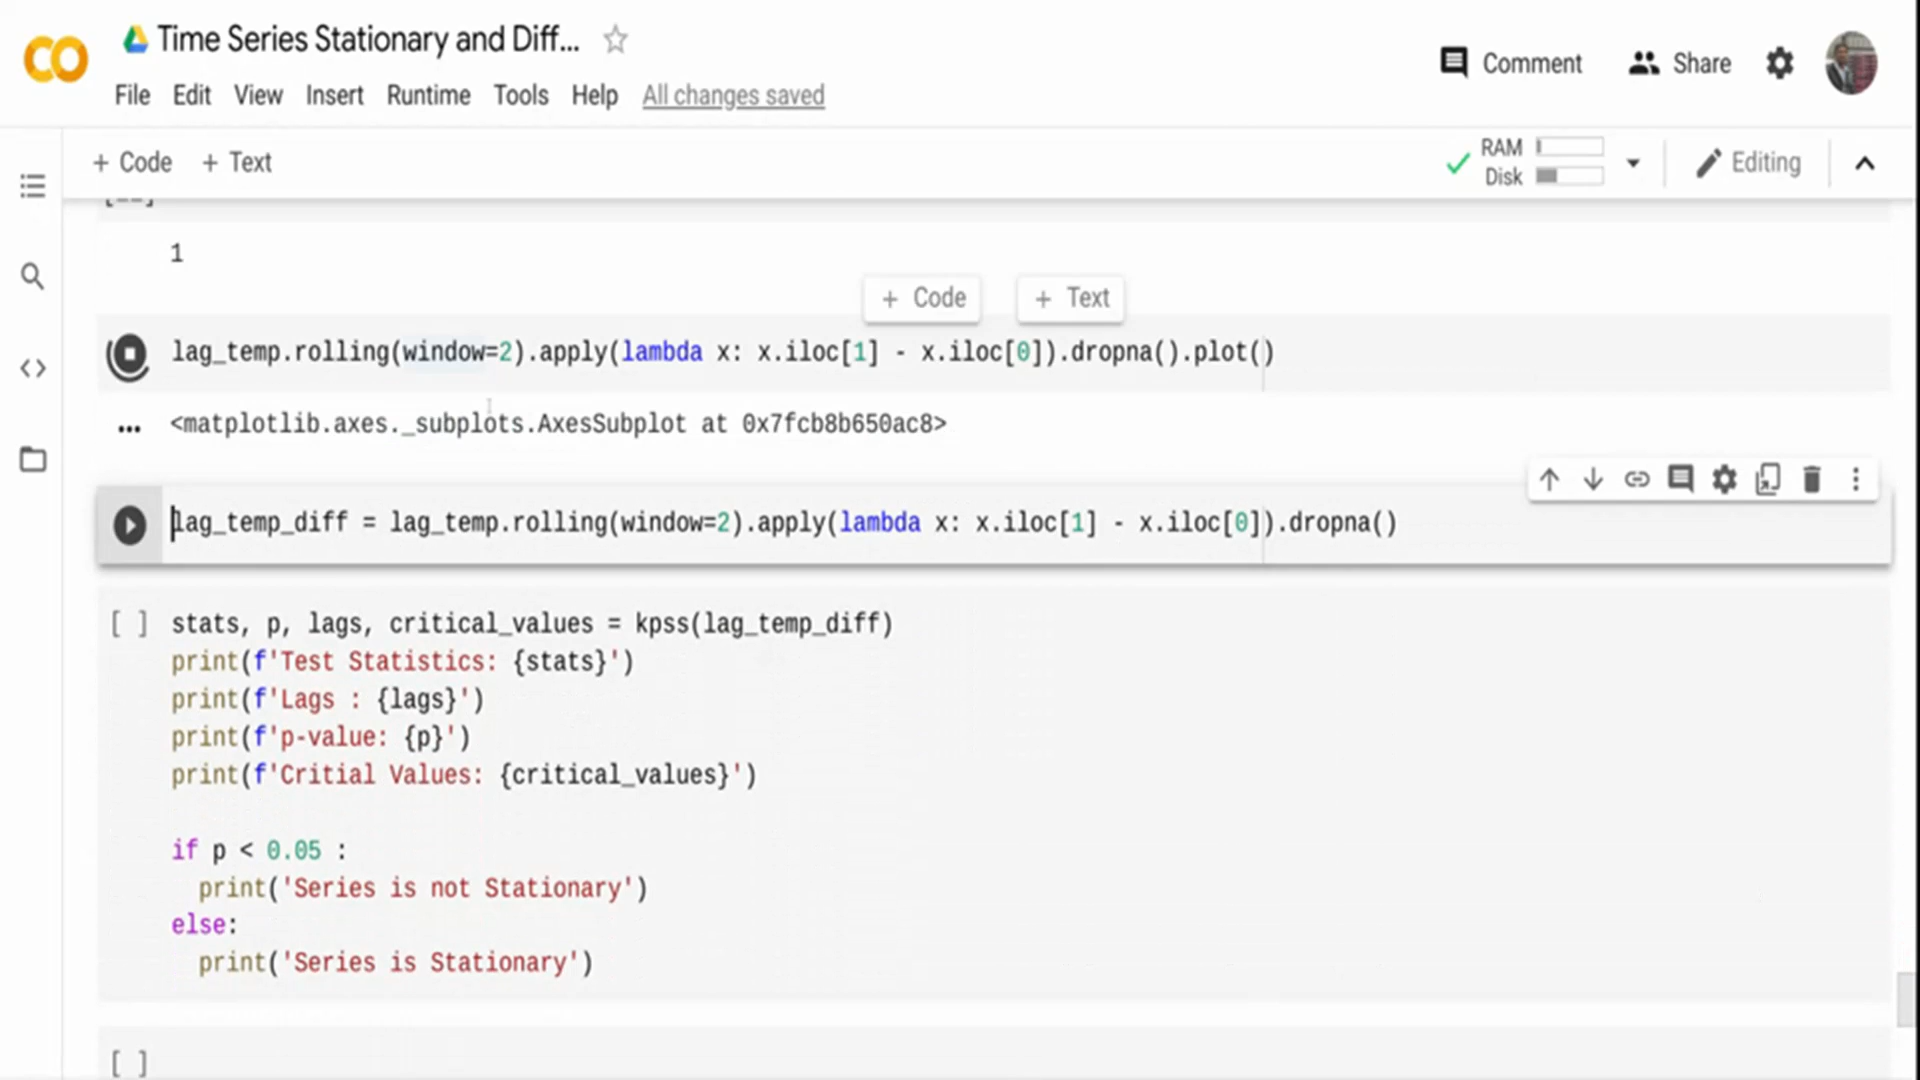 Time Series Stationary and Diff...
Comment
Share
File Edit View Insert Runtime Tools Help All changes saved
+ Code + Text
RAM
Disk
Editing
1
+ Code + Text
lag_temp.rolling(window=2).apply(lambda x: x.iloc[1] - x.iloc[0]).dropna().plot()
<matplotlib.axes._subplots.AxesSubplot at 0x7fcb8b650ac8>
lag_temp_diff = lag_temp.rolling(window=2).apply(lambda x: x.iloc[1] - x.iloc[0]).dropna()
[ ] stats, p, lags, critical_values = kpss(lag_temp_diff)
print(f'Test Statistics: {stats}')
print(f'Lags : {lags}')
print(f'p-value: {p}')
print(f'Critial Values: {critical_values}')
if p < 0.05 :
print('Series is not Stationary')
else:
print('Series is Stationary')
[ ]